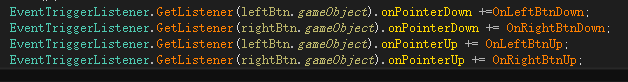 EventTriggerListener.GetListener(leftBtn.gameObject).onPointerDown +=OnLeftBtnDown;
EventTriggerListener.GetListener(rightBtn.gameObject).onPointerDown += OnRightBtnDown;
EventTriggerListener.GetListener(leftBtn.gameObject).onPointerUp += OnLeftBtnUp;
EventTriggerListener.GetListener(rightBtn.gameObject).onPointerUp += OnRightBtnUp;